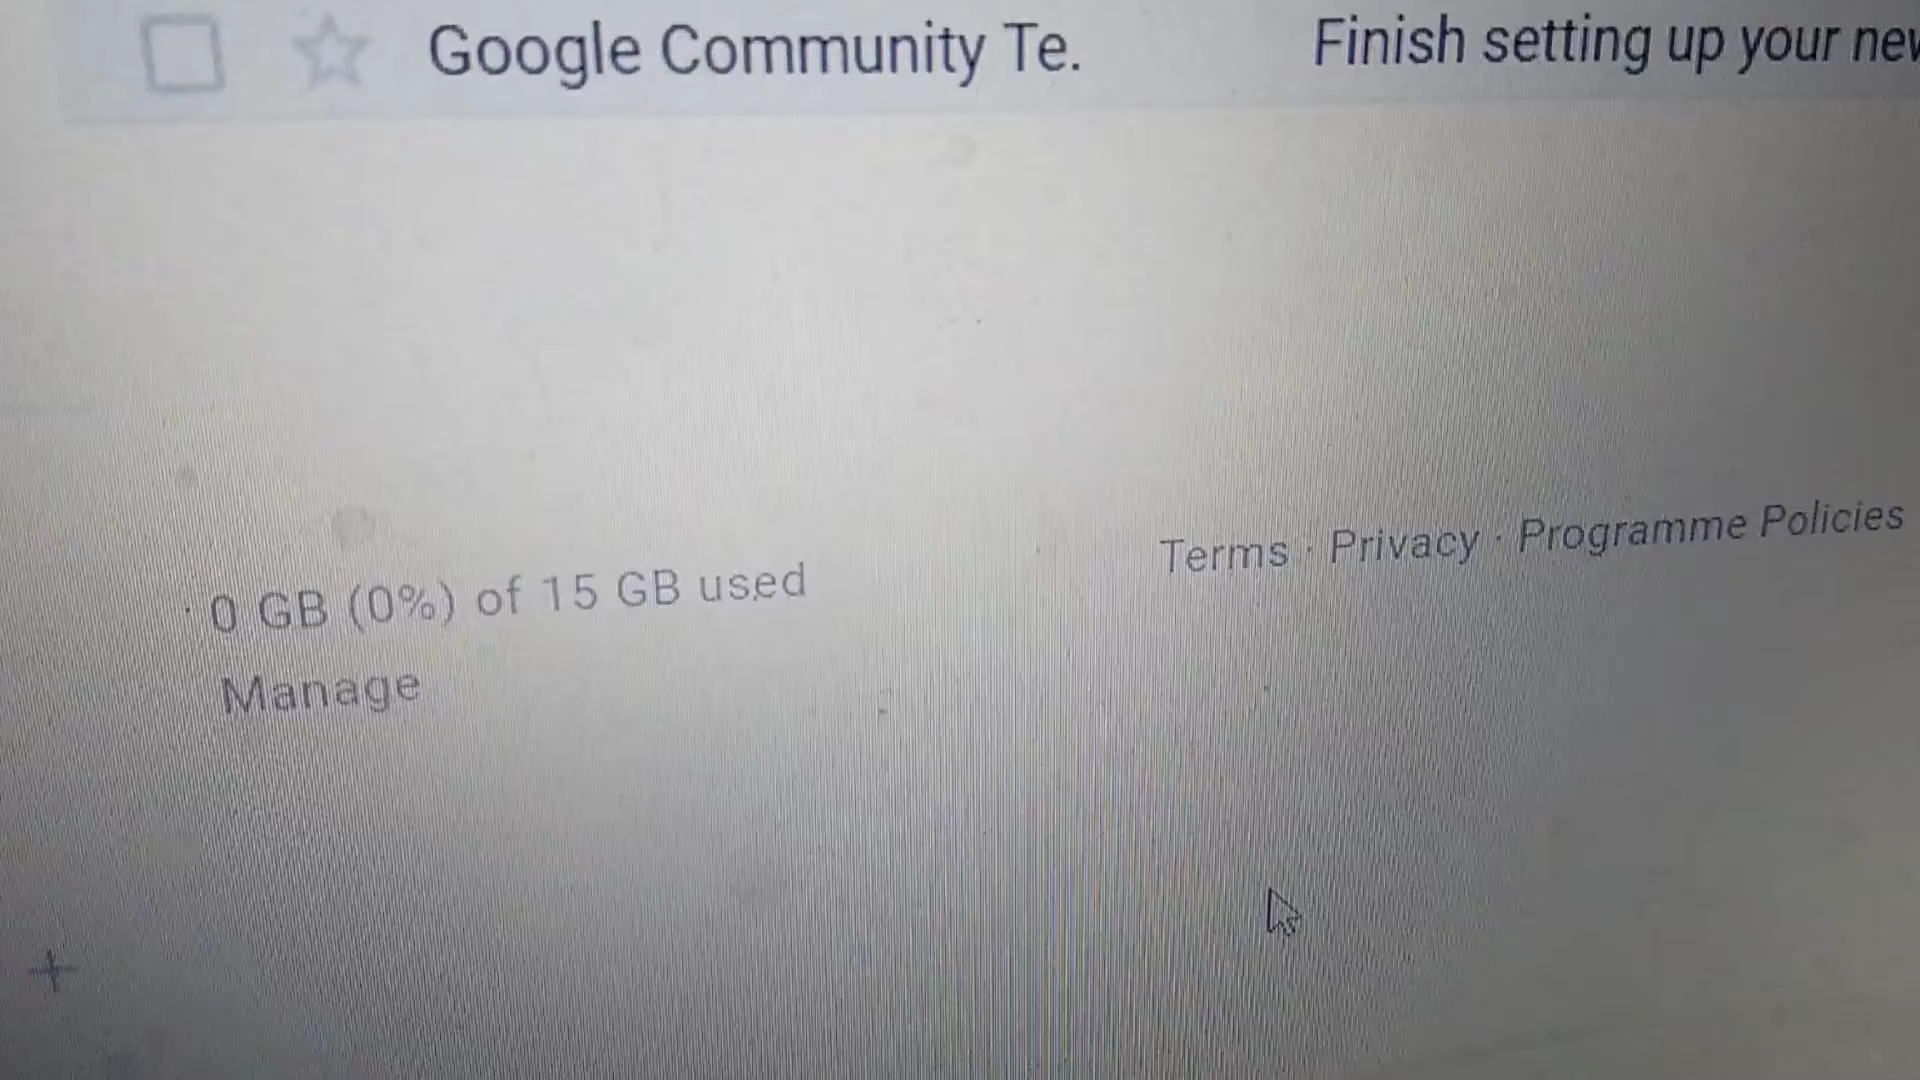 Google Community Te. Finish setting up your new
0 GB (0%) of 15 GB used
Manage
Terms · Privacy · Programme Policies